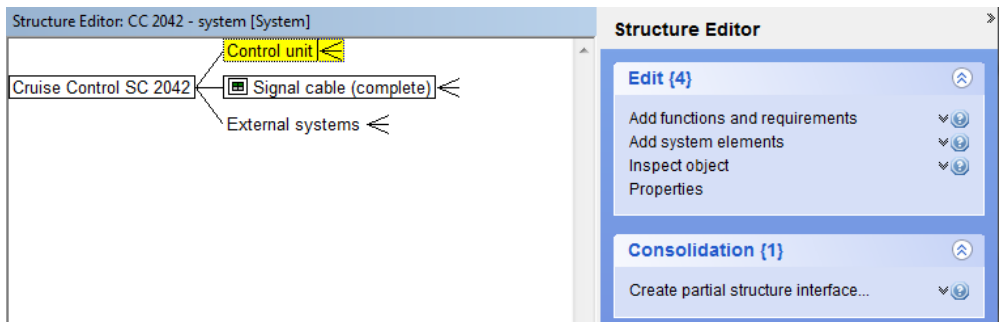 Structure Editor: CC 2042 - system [System]
Control unit
Cruise Control SC 2042
Signal cable (complete)
External systems
Structure Editor
Edit {4}
Add functions and requirements
Add system elements
Inspect object
Properties
Consolidation {1}
Create partial structure interface...